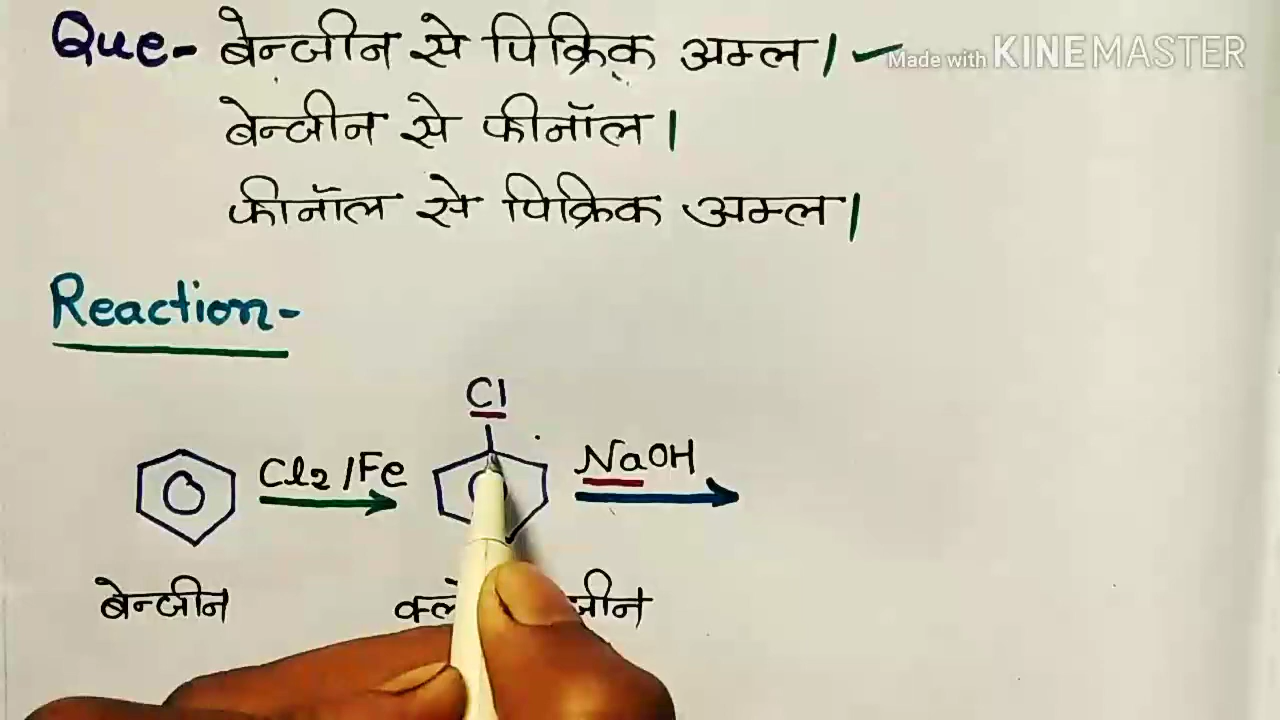 Que- बेन्जीन से पिक्रिक अम्ल।
Made with KINEMASTER
बेन्जीन से फीनॉल।
फीनॉल से पिक्रिक अम्ल।
Reaction-
Cl
Cl2 / Fe
NaOH
बेन्जीन